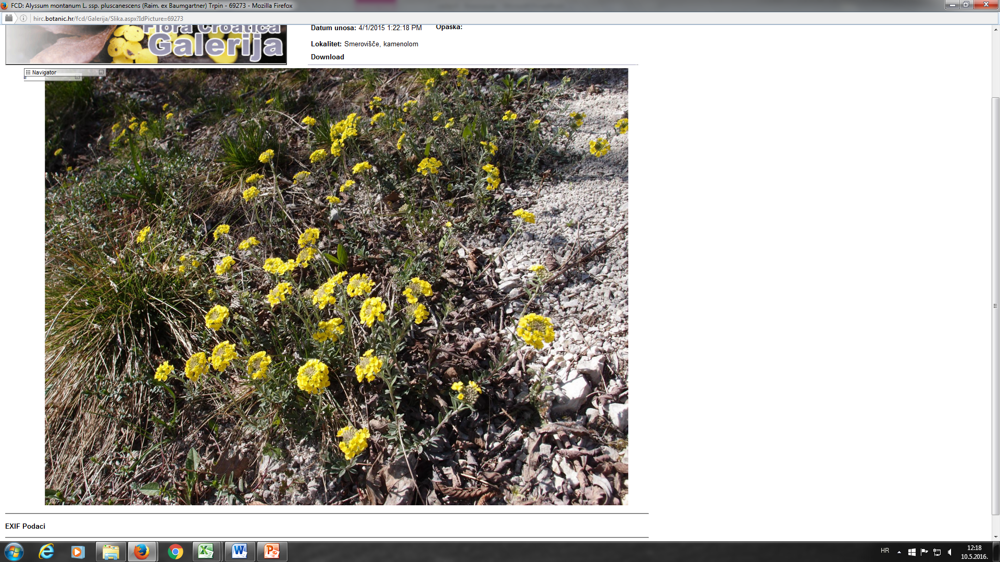 FCD: Alyssum montanum L. ssp. pluscanescens (Raim. ex Baumgartner) Trpin - 69273 - Mozilla Firefox
hirc.botanic.hr/fcd/Galerija/Slika.aspx?IdPicture=69273
Flora Croatica
Galerija
Datum unosa: 4/1/2015 1:22:18 PM Opaska:
Lokalitet: Smerovišče, kamenolom
Download
Navigator
EXIF Podaci
HR
12:18
10.5.2016.